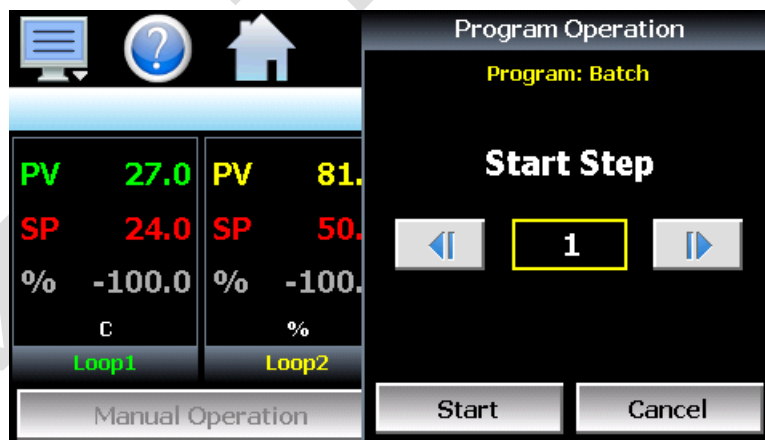 ?
PV 27.0
SP 24.0
% -100.0
C
Loop1
PV 81.
SP 50.
% -100.
%
Loop2
Manual Operation
Program Operation
Program: Batch
Start Step
1
Start
Cancel